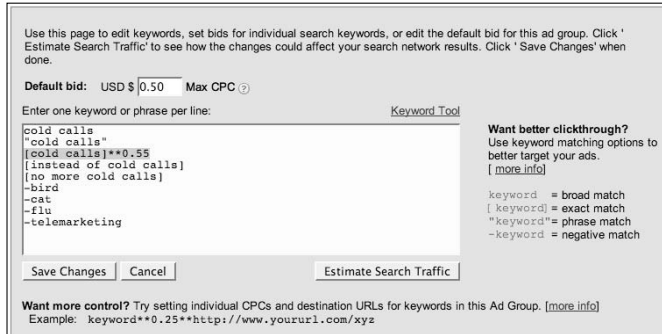 Use this page to edit keywords, set bids for individual search keywords, or edit the default bid for this ad group. Click '
Estimate Search Traffic' to see how the changes could affect your search network results. Click ' Save Changes' when
done.
Default bid: USD $ 0.50 Max CPC ?
Enter one keyword or phrase per line: Keyword Tool
cold calls
"cold calls"
[cold calls]**0.55
[instead of cold calls]
[no more cold calls]
-bird
-cat
-flu
-telemarketing
Want better clickthrough?
Use keyword matching options to
better target your ads.
[ more info]
keyword = broad match
[ keyword] = exact match
"keyword"= phrase match
-keyword = negative match
Save Changes Cancel Estimate Search Traffic
Want more control? Try setting individual CPCs and destination URLs for keywords in this Ad Group. [more info]
Example: keyword**0.25**http://www.yoururl.com/xyz